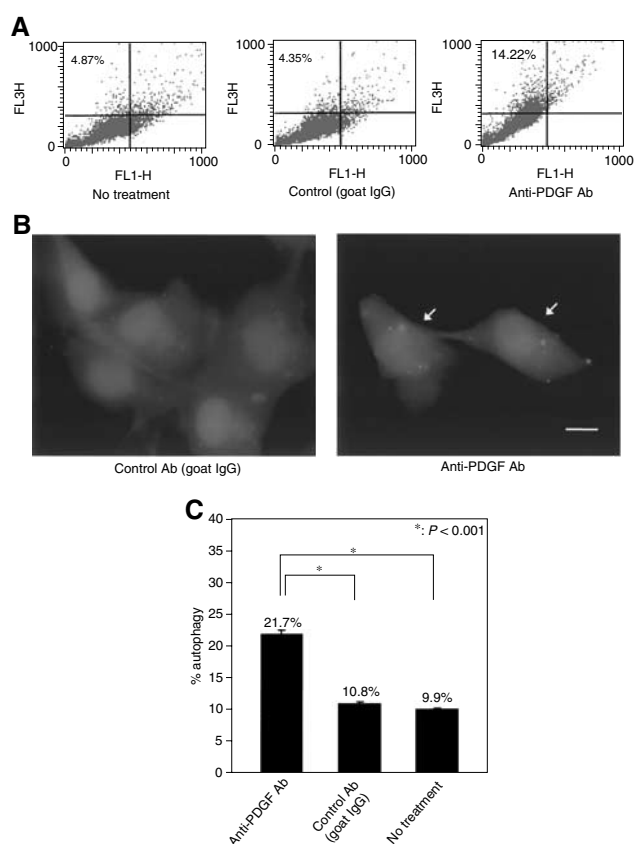 A
1000
4.87%
FL3H
0
0
1000
FL1-H
No treatment
1000
4.35%
FL3H
0
0
1000
FL1-H
Control (goat IgG)
1000
14.22%
FL3H
0
0
1000
FL1-H
Anti-PDGF Ab
B
Control Ab (goat IgG)
Anti-PDGF Ab
C
*: P < 0.001
% autophagy
40
35
30
25
20
15
10
5
0
*
*
21.7%
10.8%
9.9%
Anti-PDGF Ab
Control Ab
(goat IgG)
No treatment